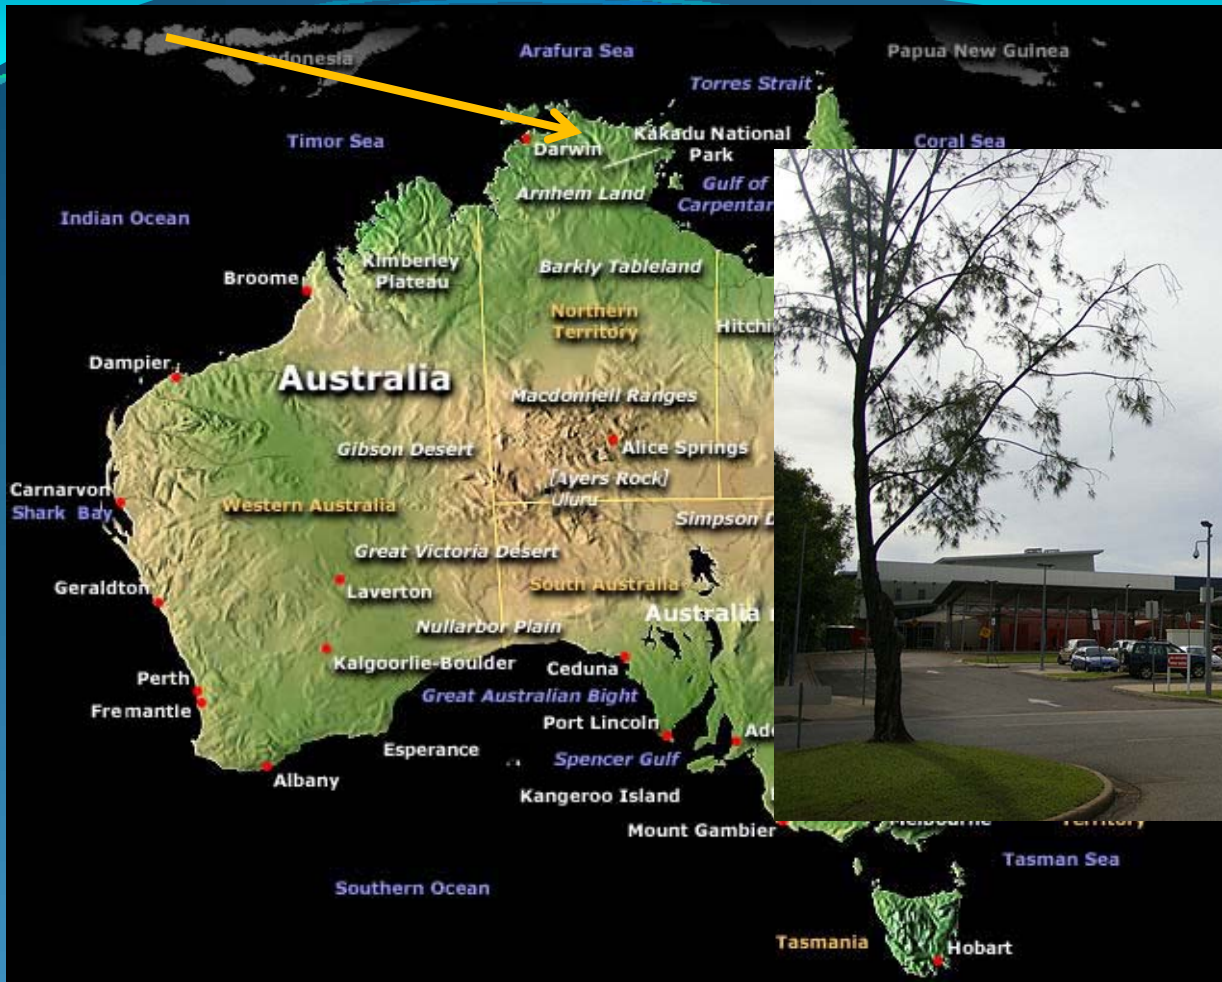 Indonesia
Arafura Sea
Papua New Guinea
Torres Strait
Timor Sea
Darwin
Kakadu National
Park
Coral Sea
Arnhem Land
Gulf of
Carpentar
Indian Ocean
Kimberley
Plateau
Broome
Barkly Tableland
Northern
Territory
Hitchi
Dampier
Australia
Macdonnell Ranges
Gibson Desert
Alice Springs
[Ayers Rock]
Uluru
Carnarvon
Shark Bay
Western Australia
Simpson D
Great Victoria Desert
Geraldton
Laverton
South Australia
Australia
Nullarbor Plain
Kalgoorlie-Boulder
Ceduna
Perth
Great Australian Bight
Fremantle
Port Lincoln
Ade
Esperance
Spencer Gulf
Albany
Kangeroo Island
Mount Gambier
Melbourne
Territory
Tasman Sea
Southern Ocean
Tasmania
Hobart